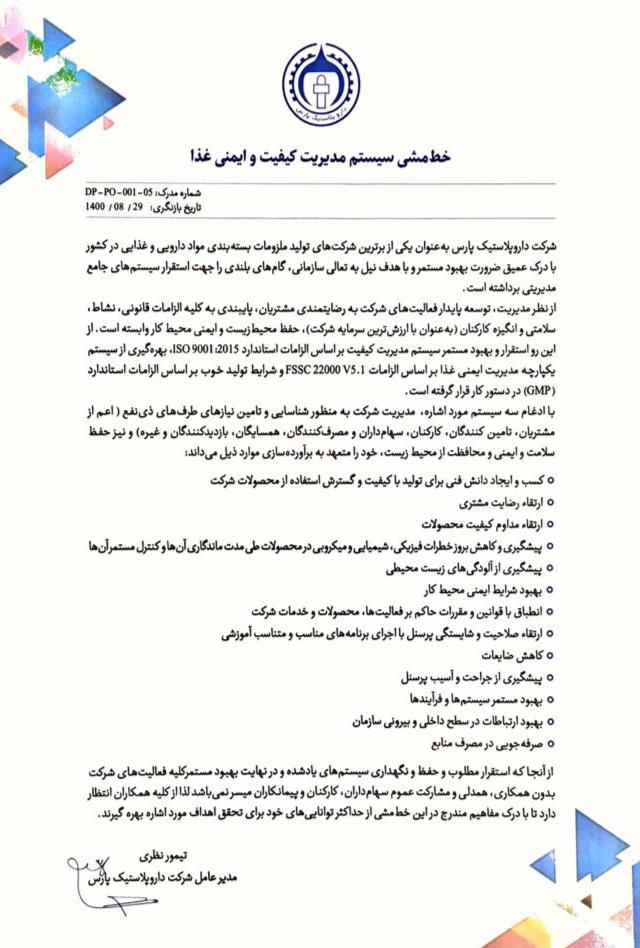 دارو پلاستیک پارس
خط‌مشی سیستم مدیریت کیفیت و ایمنی غذا
شماره مدرک: DP-PO-001-05
تاریخ بازنگری: 29/ 08 / 1400
شرکت داروپلاستیک پارس به‌عنوان یکی از برترین شرکت‌های تولید ملزومات بسته‌بندی مواد دارویی و غذایی در کشور
با درک عمیق ضرورت بهبود مستمر و با هدف نیل به تعالی سازمانی، گام‌های بلندی را جهت استقرار سیستم‌های جامع
مدیریتی برداشته است.
از نظر مدیریت، توسعه پایدار فعالیت‌های شرکت به رضایتمندی مشتریان، پایبندی به کلیه الزامات قانونی، نشاط،
سلامتی و انگیزه کارکنان (به‌عنوان با ارزش‌ترین سرمایه شرکت)، حفظ محیط‌زیست و ایمنی محیط کار وابسته است. از
این رو استقرار و بهبود مستمر سیستم مدیریت کیفیت بر اساس الزامات استاندارد ISO 9001:2015، بهره‌گیری از سیستم
یکپارچه مدیریت ایمنی غذا بر اساس الزامات FSSC 22000 V5.1 و شرایط تولید خوب بر اساس الزامات استاندارد
(GMP) در دستور کار قرار گرفته است.
با ادغام سه سیستم مورد اشاره، مدیریت شرکت به منظور شناسایی و تامین نیازهای طرف‌های ذی‌نفع ( اعم از
مشتریان، تامین کنندگان، کارکنان، سهام‌داران و مصرف‌کنندگان، همسایگان، بازدیدکنندگان و غیره) و نیز حفظ
سلامت و ایمنی و محافظت از محیط زیست، خود را متعهد به برآورده‌سازی موارد ذیل می‌داند:
کسب و ایجاد دانش فنی برای تولید با کیفیت و گسترش استفاده از محصولات شرکت
ارتقاء رضایت مشتری
ارتقاء مداوم کیفیت محصولات
پیشگیری و کاهش بروز خطرات فیزیکی، شیمیایی و میکروبی در محصولات طی مدت ماندگاری آن‌ها و کنترل مستمر آن‌ها
پیشگیری از آلودگی‌های زیست محیطی
بهبود شرایط ایمنی محیط کار
انطباق با قوانین و مقررات حاکم بر فعالیت‌ها، محصولات و خدمات شرکت
ارتقاء صلاحیت و شایستگی پرسنل با اجرای برنامه‌های مناسب و متناسب آموزشی
کاهش ضایعات
پیشگیری از جراحت و آسیب پرسنل
بهبود مستمر سیستم‌ها و فرآیندها
بهبود ارتباطات در سطح داخلی و بیرونی سازمان
صرفه‌جویی در مصرف منابع
از آنجا که استقرار مطلوب و حفظ و نگهداری سیستم‌های یادشده و در نهایت بهبود مستمر کلیه فعالیت‌های شرکت
بدون همکاری، همدلی و مشارکت عموم سهام‌داران، کارکنان و پیمانکاران میسر نمی‌باشد لذا از کلیه همکاران انتظار
دارد تا با درک مفاهیم مندرج در این خط‌مشی از حداکثر توانایی‌های خود برای تحقق اهداف مورد اشاره بهره گیرند.
تیمور نظری
مدیر عامل شرکت داروپلاستیک پارس